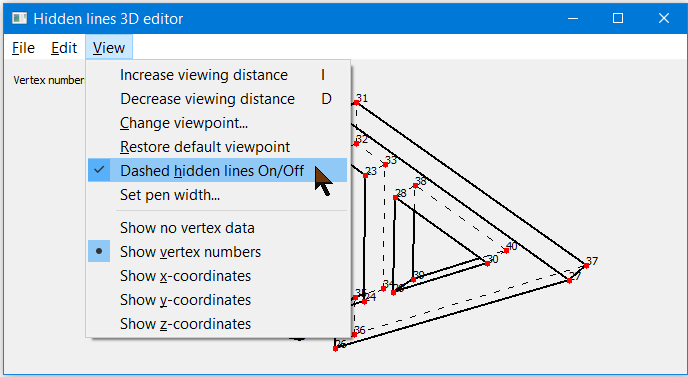 Hidden lines 3D editor
File Edit View
Vertex number
Increase viewing distance I
Decrease viewing distance D
Change viewpoint...
Restore default viewpoint
Dashed hidden lines On/Off
Set pen width...
Show no vertex data
Show vertex numbers
Show x-coordinates
Show y-coordinates
Show z-coordinates
31
32
33
23
38
28
40
37
30
27
39
34
35
24
36
26